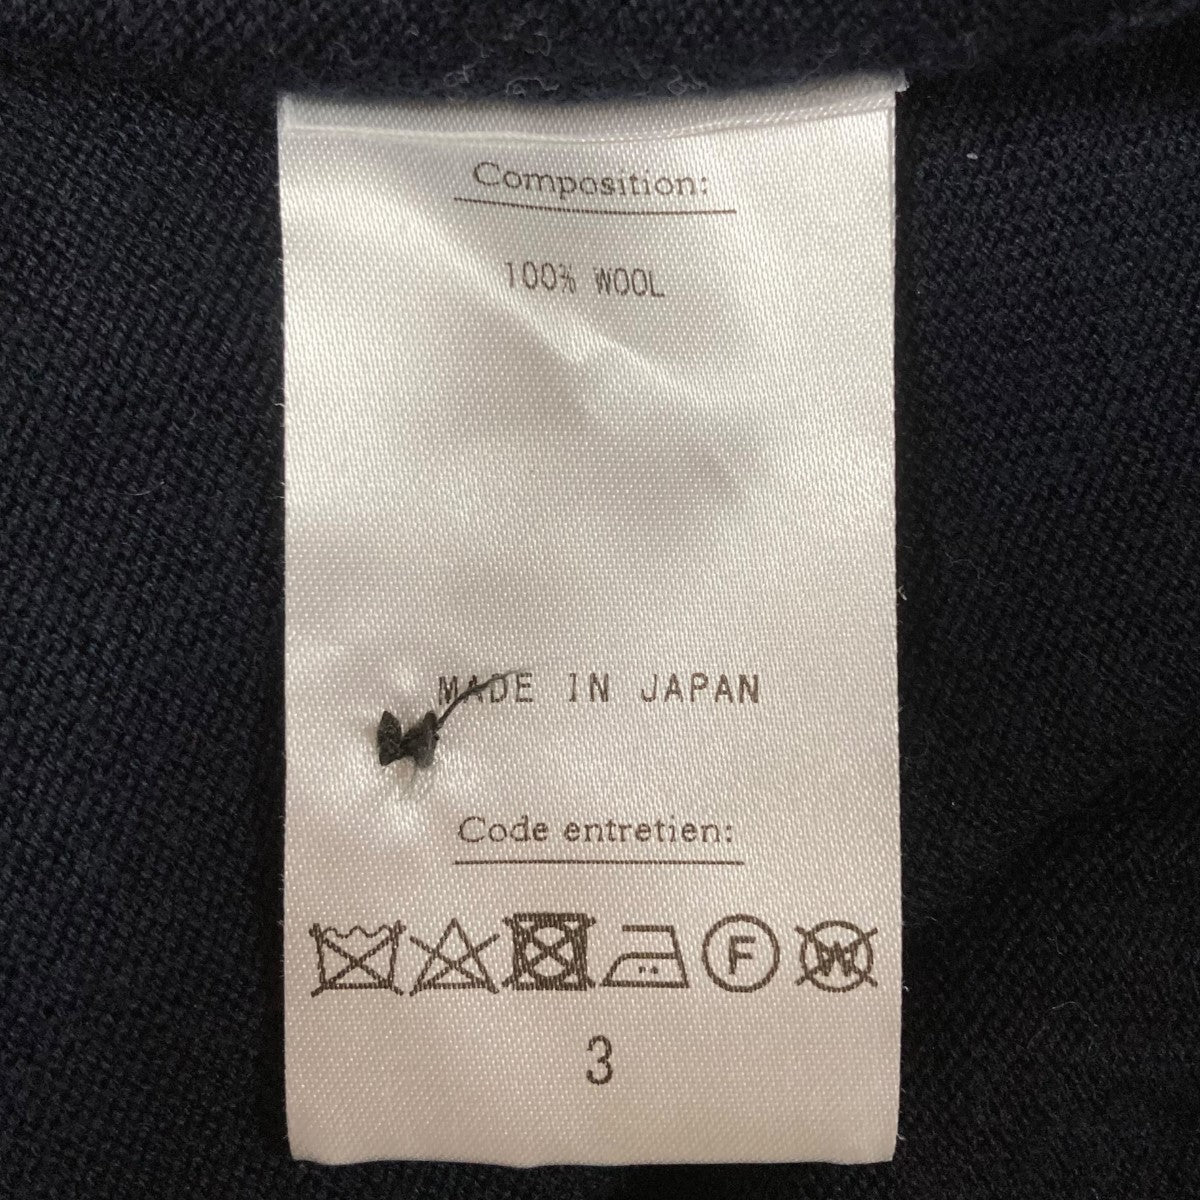 Composition:
100% WOOL
MADE IN JAPAN
Code entretien:
F W
3